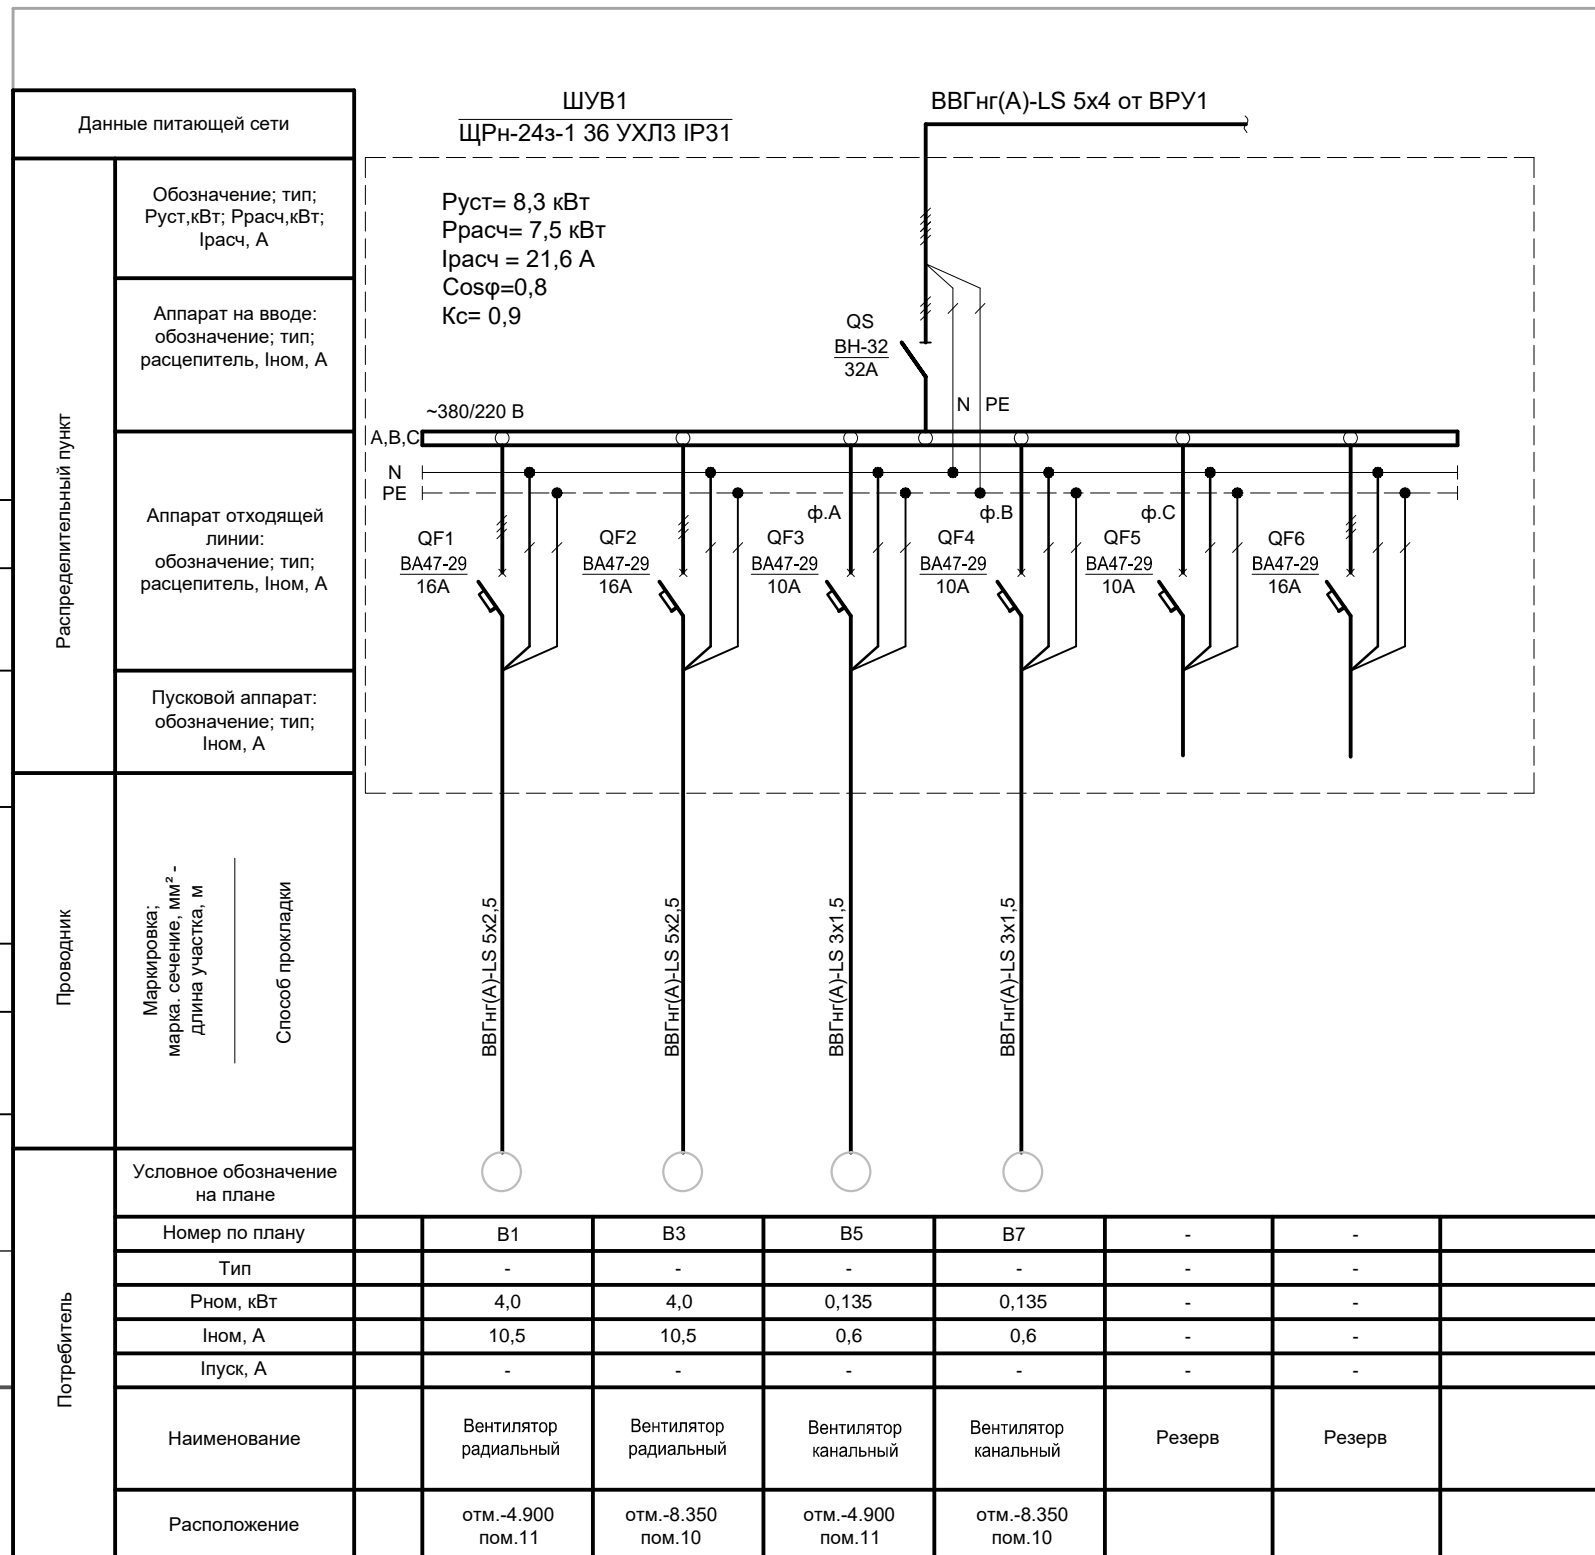 ШУВ1
ЩРн-24з-1 36 УХЛ3 IP31
ВВГнг(А)-LS 5х4 от ВРУ1
Данные питающей сети
Распределительный пункт
Обозначение; тип;
Руст,кВт; Ррасч,кВт;
Iрасч, А
Руст= 8,3 кВт
Ррасч= 7,5 кВт
Iрасч = 21,6 А
Cosφ=0,8
Кс= 0,9
Аппарат на вводе:
обозначение; тип;
расцепитель, Iном, А
QS
ВН-32
32А
N
PE
~380/220 В
А,В,С
N
PE
Аппарат отходящей
линии:
обозначение; тип;
расцепитель, Iном, А
ф.А
ф.В
ф.С
QF1
ВА47-29
16А
QF2
ВА47-29
16А
QF3
ВА47-29
10А
QF4
ВА47-29
10А
QF5
ВА47-29
10А
QF6
ВА47-29
16А
Пусковой аппарат:
обозначение; тип;
Iном, А
Проводник
Маркировка;
марка. сечение, мм² -
длина участка, м
Способ прокладки
ВВГнг(А)-LS 5х2,5
ВВГнг(А)-LS 5х2,5
ВВГнг(А)-LS 3х1,5
ВВГнг(А)-LS 3х1,5
Потребитель
Условное обозначение
на плане
Номер по плану В1 В3 В5 В7 - -
Тип - - - - - -
Рном, кВт 4,0 4,0 0,135 0,135 - -
Iном, А 10,5 10,5 0,6 0,6 - -
Iпуск, А - - - - - -
Наименование
Вентилятор
радиальный
Вентилятор
радиальный
Вентилятор
канальный
Вентилятор
канальный
Резерв
Резерв
Расположение
отм.-4.900
пом.11
отм.-8.350
пом.10
отм.-4.900
пом.11
отм.-8.350
пом.10